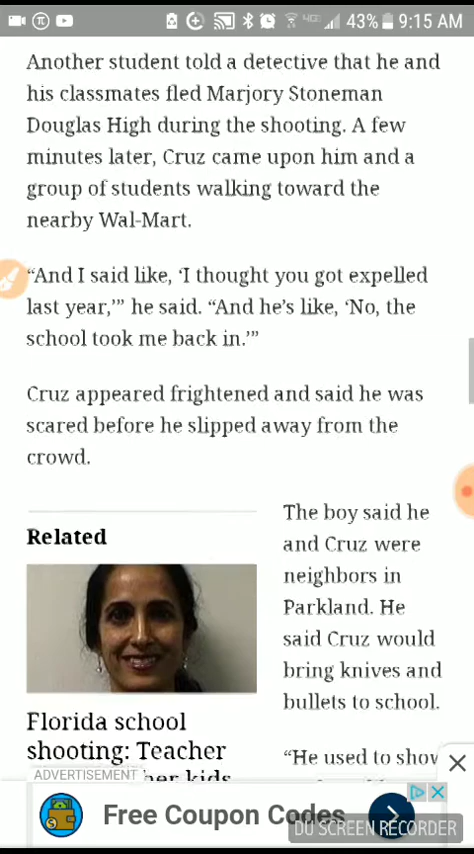 43% 9:15 AM
Another student told a detective that he and
his classmates fled Marjory Stoneman
Douglas High during the shooting. A few
minutes later, Cruz came upon him and a
group of students walking toward the
nearby Wal-Mart.
“And I said like, ‘I thought you got expelled
last year,’” he said. “And he’s like, ‘No, the
school took me back in.’”
Cruz appeared frightened and said he was
scared before he slipped away from the
crowd.
Related
Florida school
shooting: Teacher
her kids
The boy said he
and Cruz were
neighbors in
Parkland. He
said Cruz would
bring knives and
bullets to school.
“He used to show
ADVERTISEMENT
Free Coupon Codes
DU SCREEN RECORDER